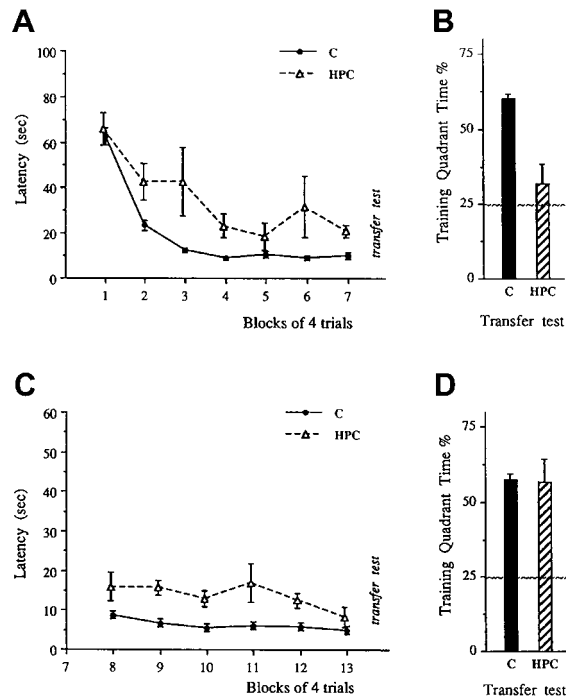 A
100
80
60
40
20
0
Latency (sec)
C
HPC
transfer test
1 2 3 4 5 6 7
Blocks of 4 trials
B
75
50
25
0
Training Quadrant Time %
C HPC
Transfer test
C
60
50
40
30
20
10
0
Latency (sec)
C
HPC
transfer test
7 8 9 10 11 12 13
Blocks of 4 trials
D
75
50
25
0
Training Quadrant Time %
C HPC
Transfer test